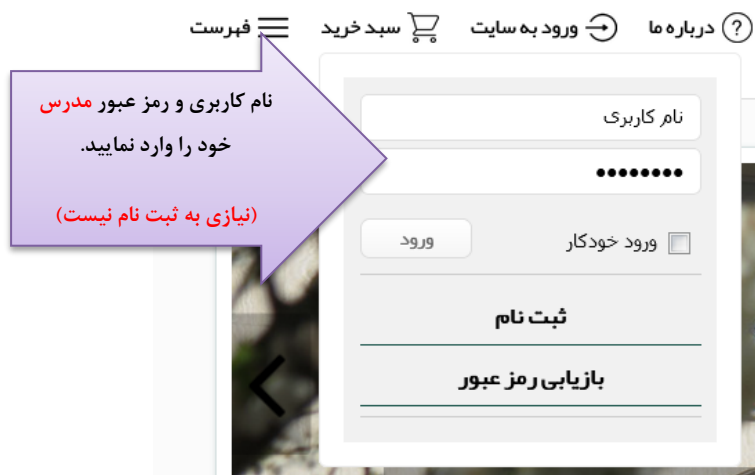 درباره ما ورود به سایت سبد خرید فهرست
نام کاربری و رمز عبور مدرس
خود را وارد نمایید.
(نیازی به ثبت نام نیست)
نام کاربری
••••••••
ورود خودکار ورود
ثبت نام
بازیابی رمز عبور